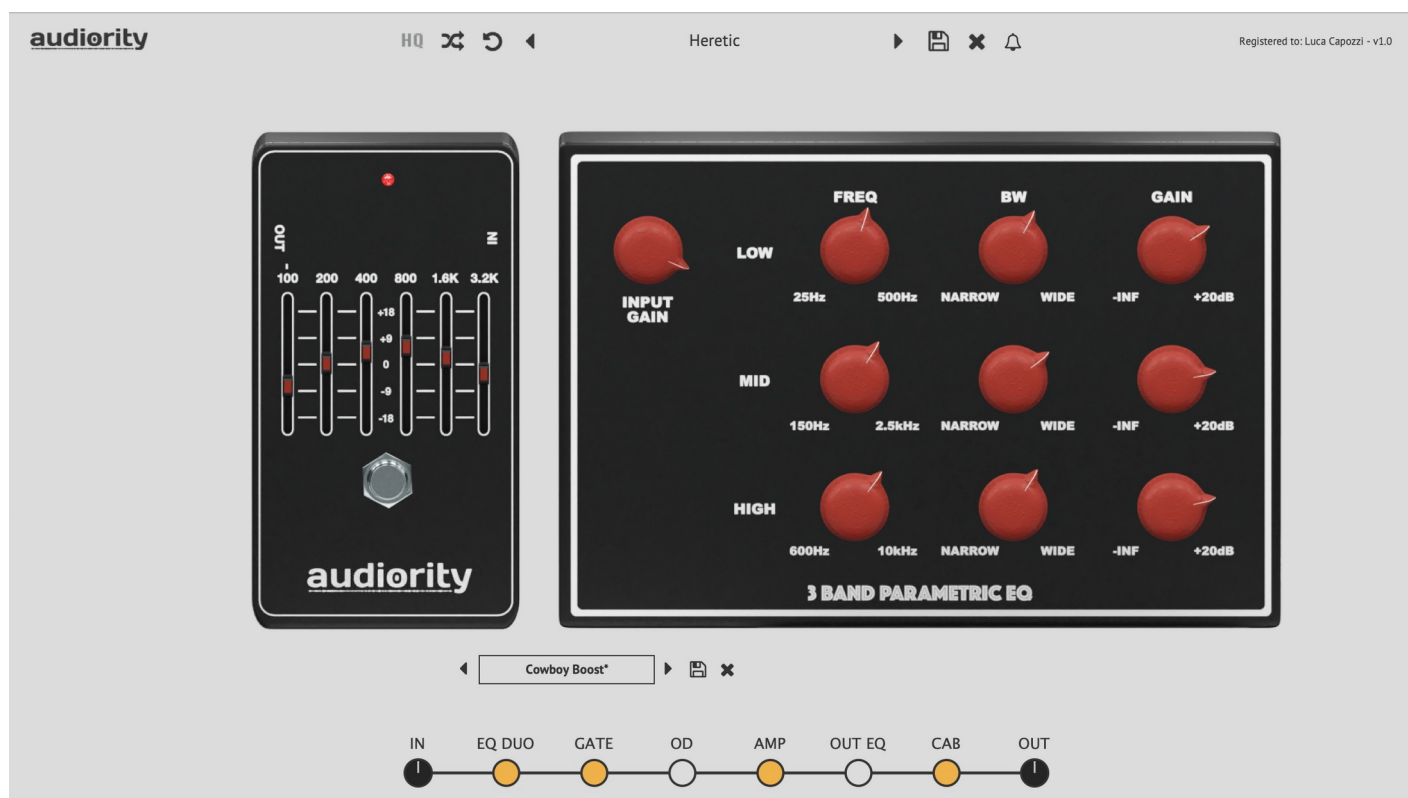 audiority
HQ
Heretic
Registered to: Luca Capozzi - v1.0
OUT
IN
100 200 400 800 1.6K 3.2K
+18
+9
0
-9
-18
audiority
FREQ BW GAIN
INPUT
GAIN
LOW
25Hz 500Hz NARROW WIDE -INF +20dB
MID
150Hz 2.5kHz NARROW WIDE -INF +20dB
HIGH
600Hz 10kHz NARROW WIDE -INF +20dB
3 BAND PARAMETRIC EQ
Cowboy Boost*
IN EQ DUO GATE OD AMP OUT EQ CAB OUT